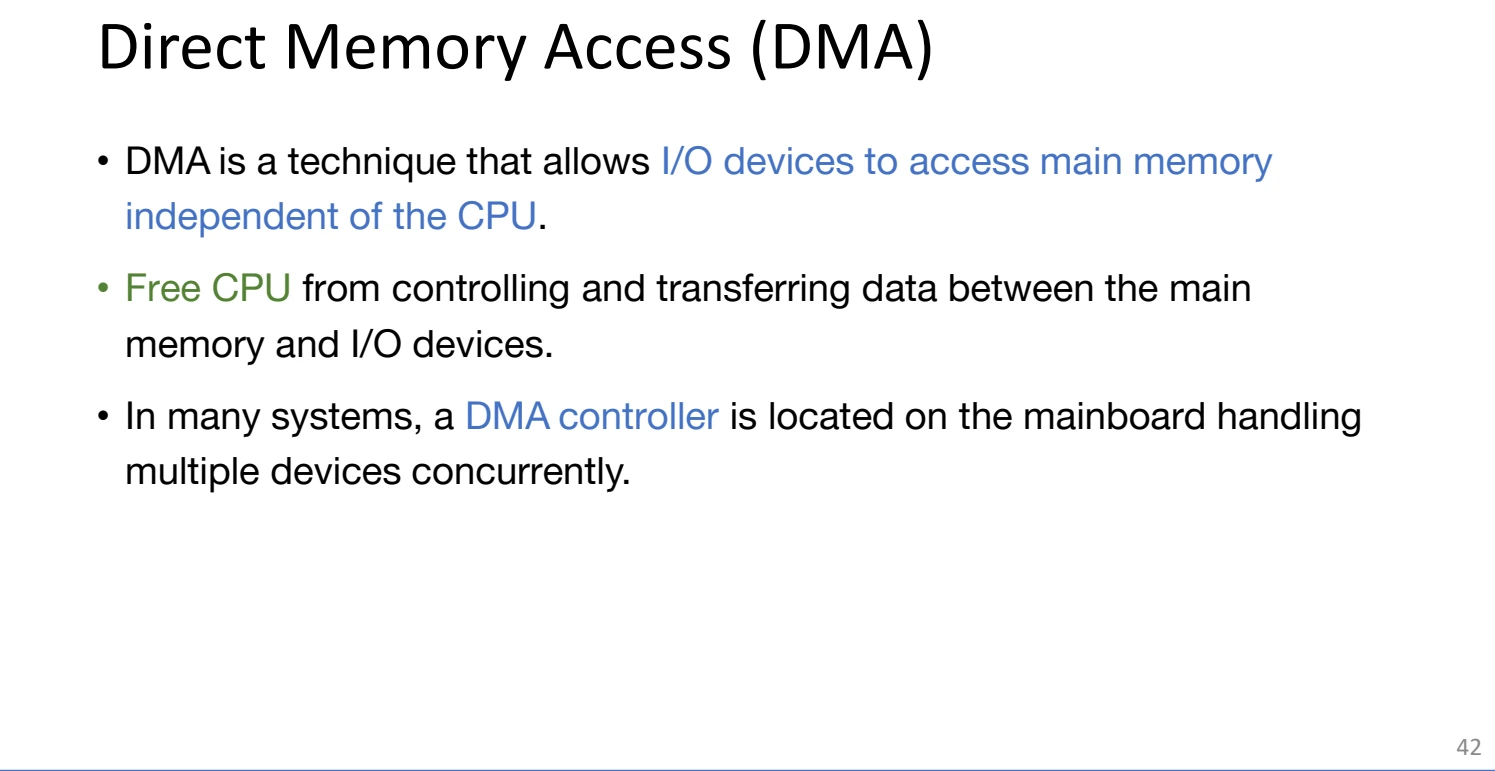 Direct Memory Access (DMA)
• DMA is a technique that allows I/O devices to access main memory
independent of the CPU.
• Free CPU from controlling and transferring data between the main
memory and I/O devices.
• In many systems, a DMA controller is located on the mainboard handling
multiple devices concurrently.
42